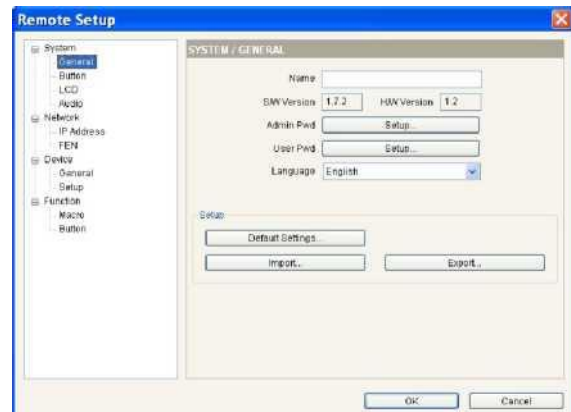 Remote Setup
System
General
Button
LCD
Audio
Network
IP Address
FEN
Device
General
Setup
Function
Macro
Button
SYSTEM / GENERAL
Name
S/W Version 1.7.2 H/W Version 1.2
Admin Pwd Setup...
User Pwd Setup...
Language English
Setup
Default Settings...
Import... Export...
OK Cancel